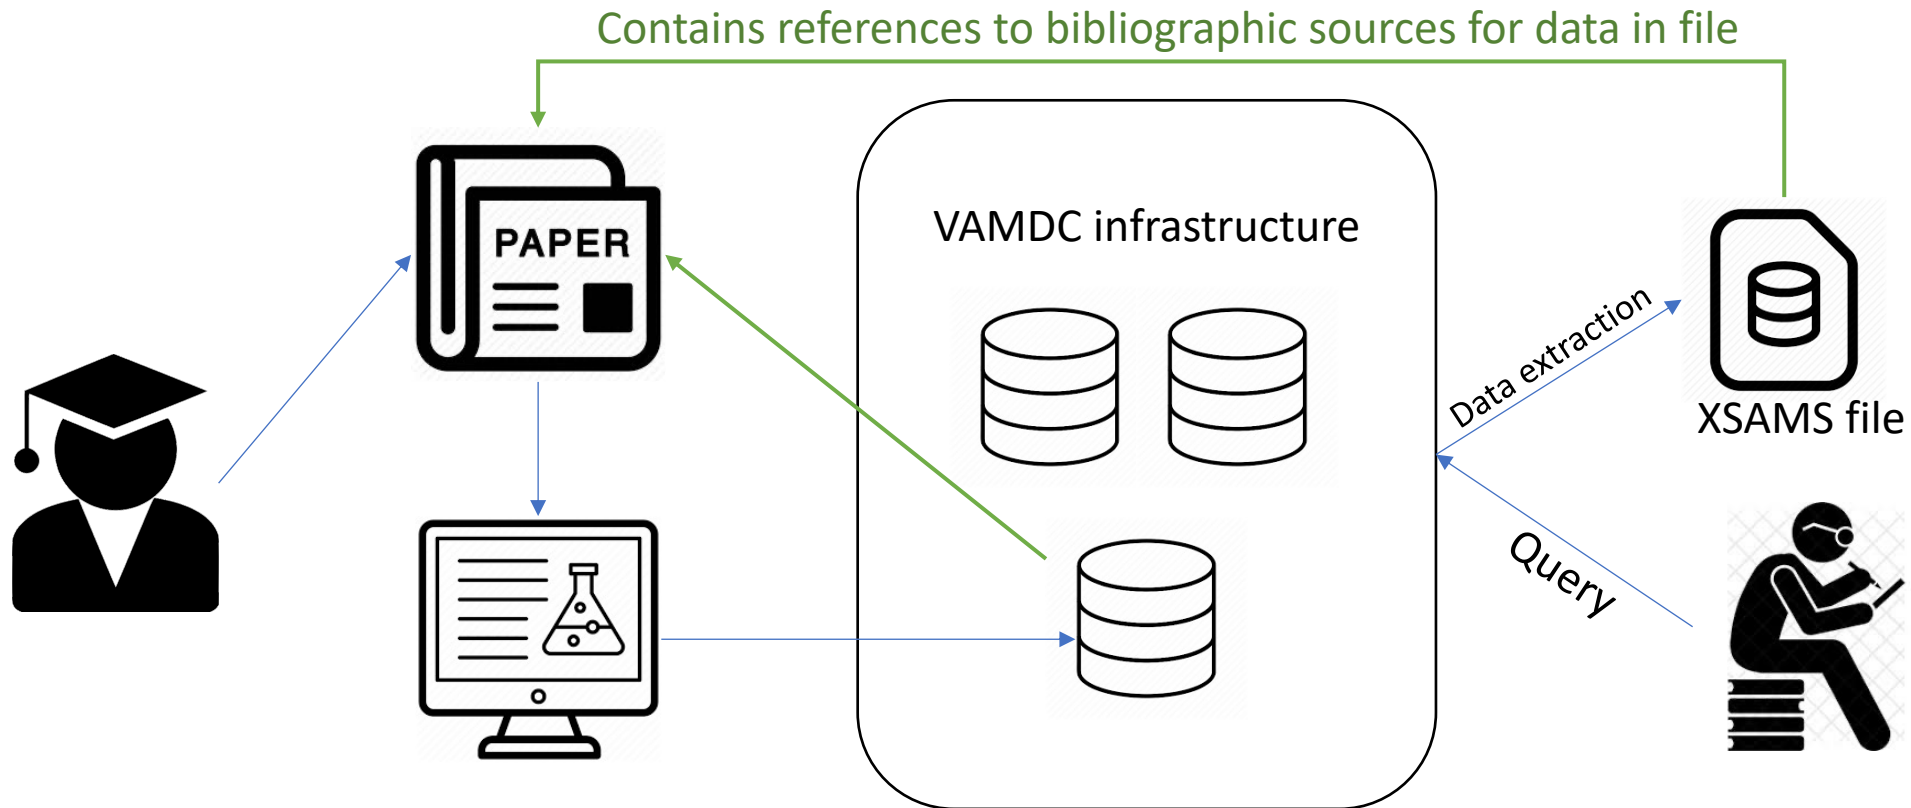 Contains references to bibliographic sources for data in file
PAPER
VAMDC infrastructure
Data extraction
XSAMS file
Query